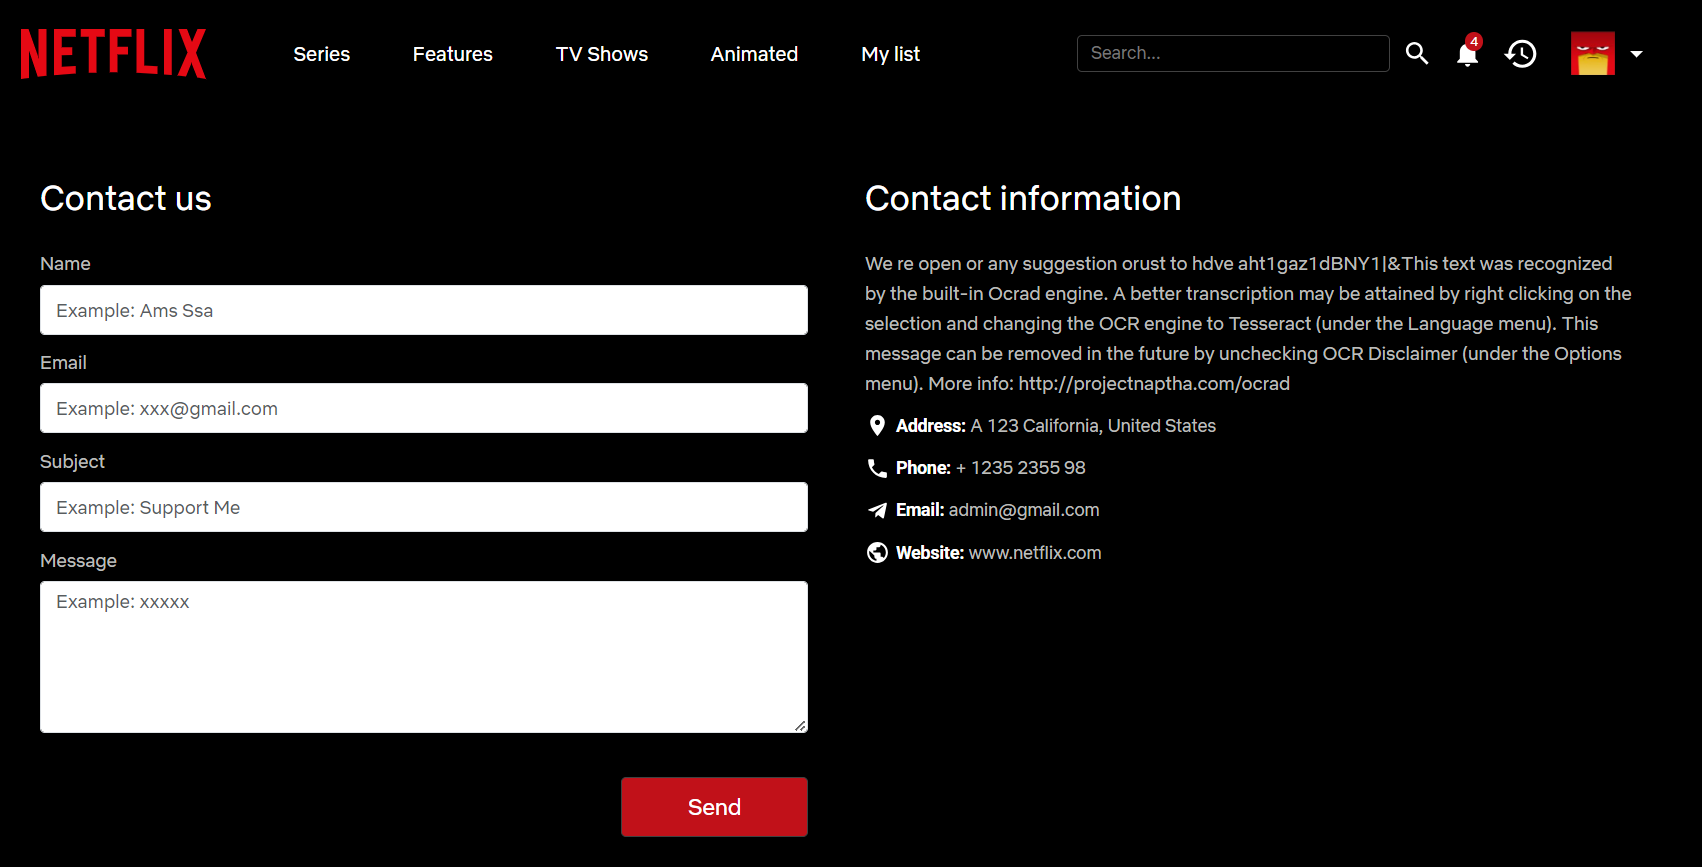 NETFLIX
Series
Features
TV Shows
Animated
My list
Search...
4
Contact us
Name
Example: Ams Ssa
Email
Example: xxx@gmail.com
Subject
Example: Support Me
Message
Example: xxxxx
Send
Contact information
We re open or any suggestion orust to hdve aht1gaz1dBNY1|&This text was recognized
by the built-in Ocrad engine. A better transcription may be attained by right clicking on the
selection and changing the OCR engine to Tesseract (under the Language menu). This
message can be removed in the future by unchecking OCR Disclaimer (under the Options
menu). More info: http://projectnaptha.com/ocrad
Address: A 123 California, United States
Phone: + 1235 2355 98
Email: admin@gmail.com
Website: www.netflix.com